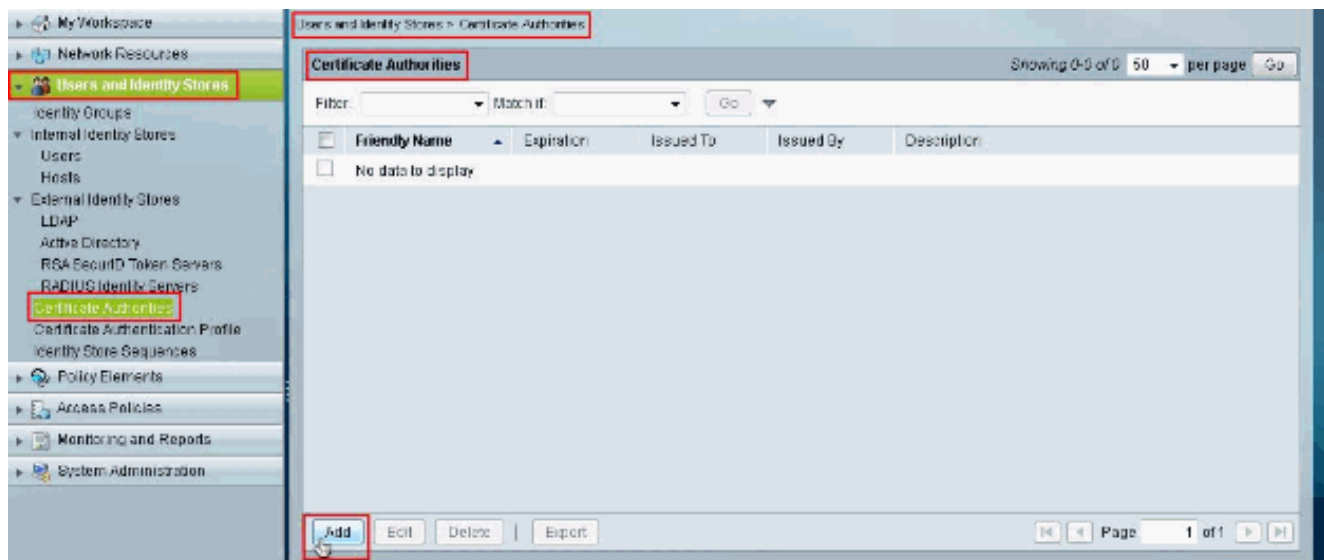 My Workspace
Network Resources
Users and Identity Stores
Identity Groups
Internal Identity Stores
Users
Hosts
External Identity Stores
LDAP
Active Directory
RSA SecurID Token Servers
RADIUS Identity Servers
Certificate Authorities
Certificate Authentication Profile
Identity Store Sequences
Policy Elements
Access Policies
Monitoring and Reports
System Administration
Users and Identity Stores > Certificate Authorities
Certificate Authorities Showing 0-0 of 0 50 per page Go
Filter: Match if: Go
Friendly Name Expiration Issued To Issued By Description
No data to display
Add Edit Delete | Export Page 1 of 1